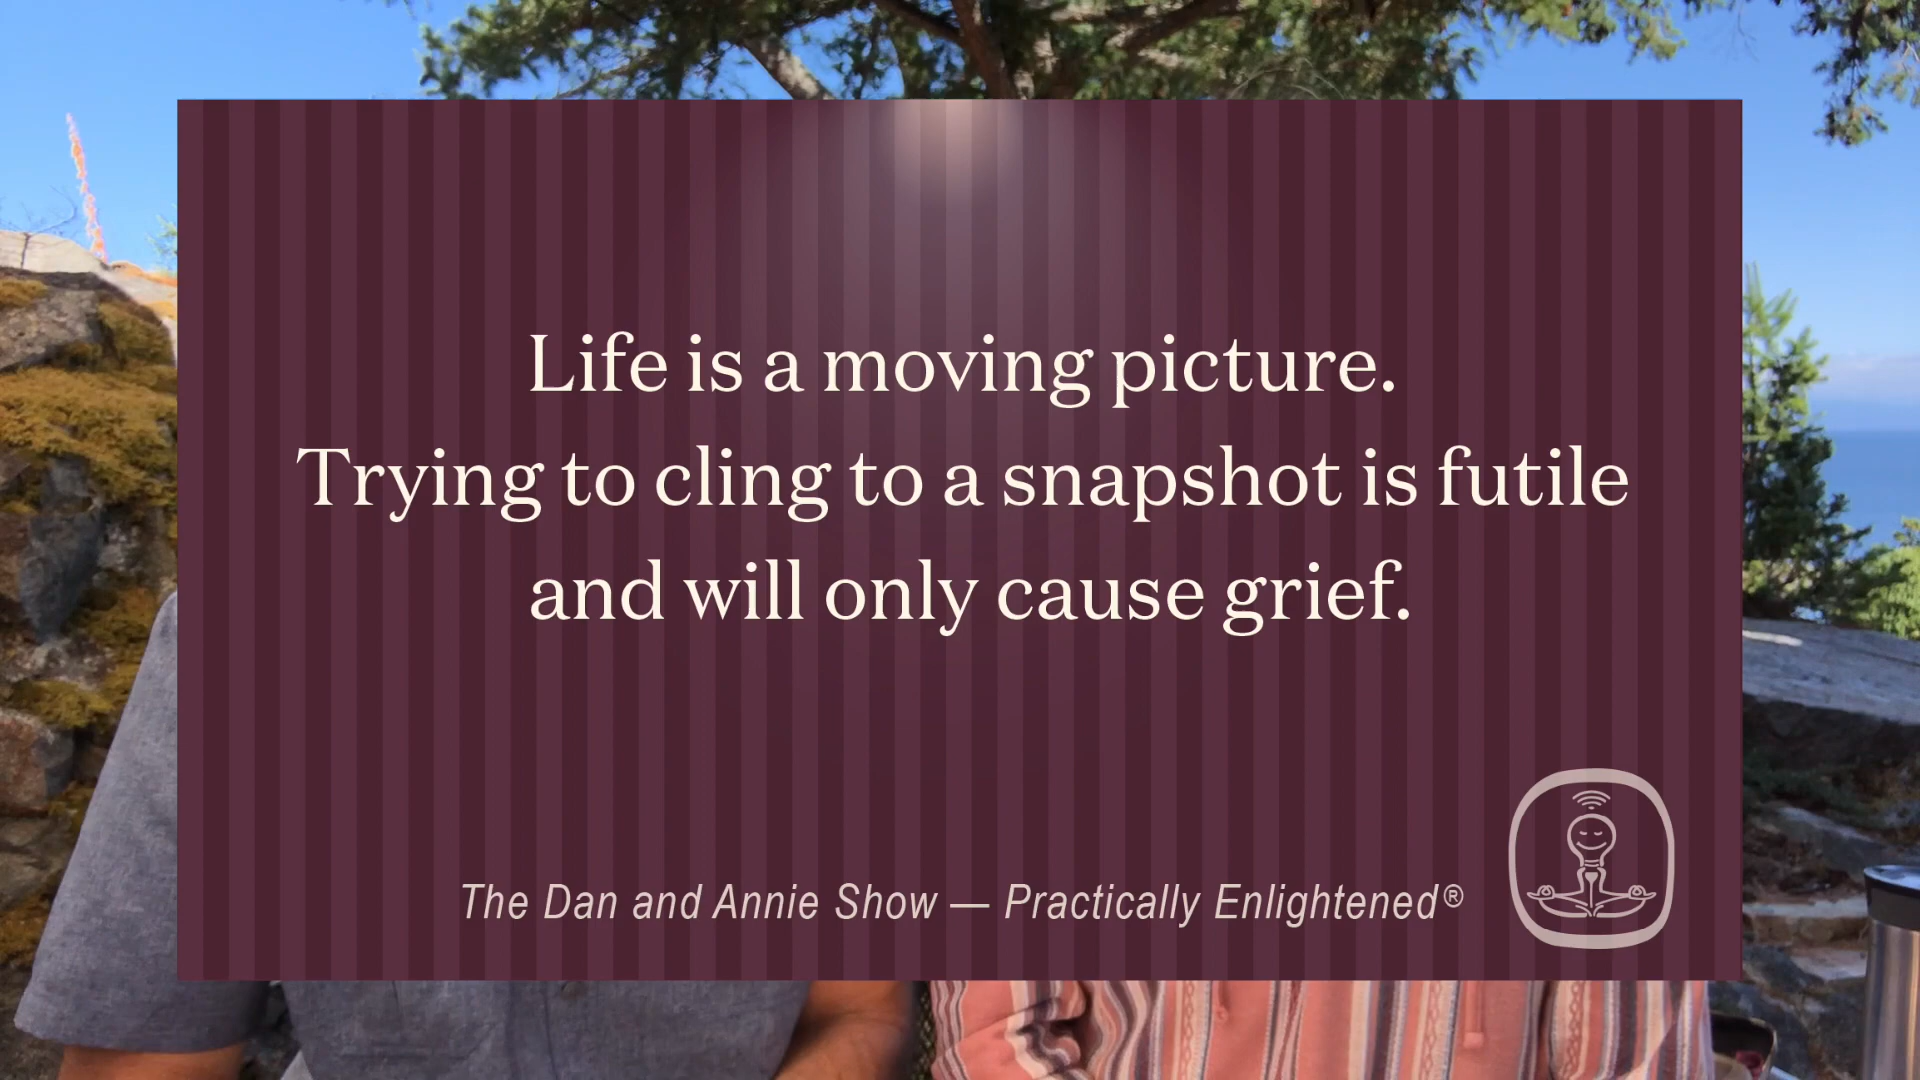 Life is a moving picture.
Trying to cling to a snapshot is futile
and will only cause grief.
The Dan and Annie Show — Practically Enlightened®